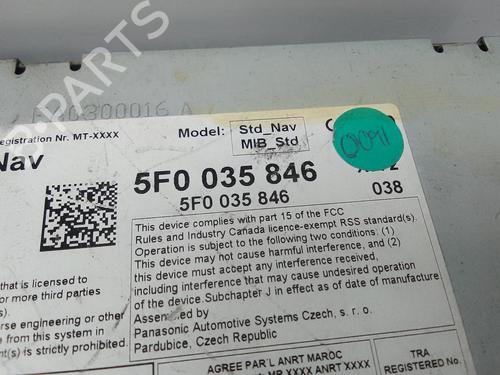 PARTS
E30300016 A
egistration Nr. MT-XXXX
Model: Std_Nav
MIB_Std
Nav
5F0 035 846
5F0 035 846
038
This device complies with part 15 of the FCC
Rules and Industry Canada licence-exempt RSS standard(s).
Operation is subject to the following two conditions: (1)
This device may not cause harmful interference, and (2)
this device must accept any interference received,
including interference that may cause undesired operation
of the device.Subchapter J in effect as of date of manufacture
Assembled by
Panasonic Automotive Systems Czech, s. r. o.
Pardubice, Czech Republic
that is licensed to
or more third parties
erse engineering or other
from this system in
nt(s) is strictly prohibited.
AGREE PAR'L ANRT MAROC
TRA
REGISTERED No.